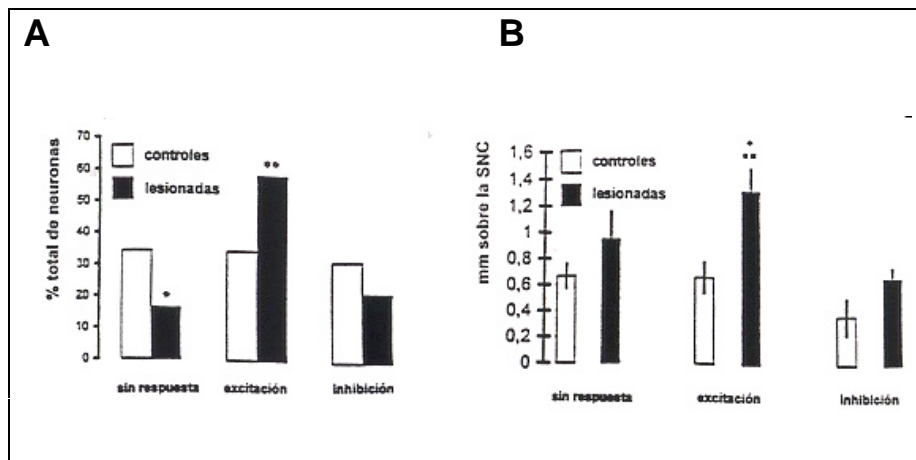 A
% total de neuronas
70
60
50
40
30
20
10
0
controles
lesionadas
*
**
sin respuesta
excitación
inhibición
B
mm sobre la SNC
1,6
1,4
1,2
1
0,8
0,6
0,4
0,2
0
controles
lesionadas
*
**
sin respuesta
excitación
inhibición